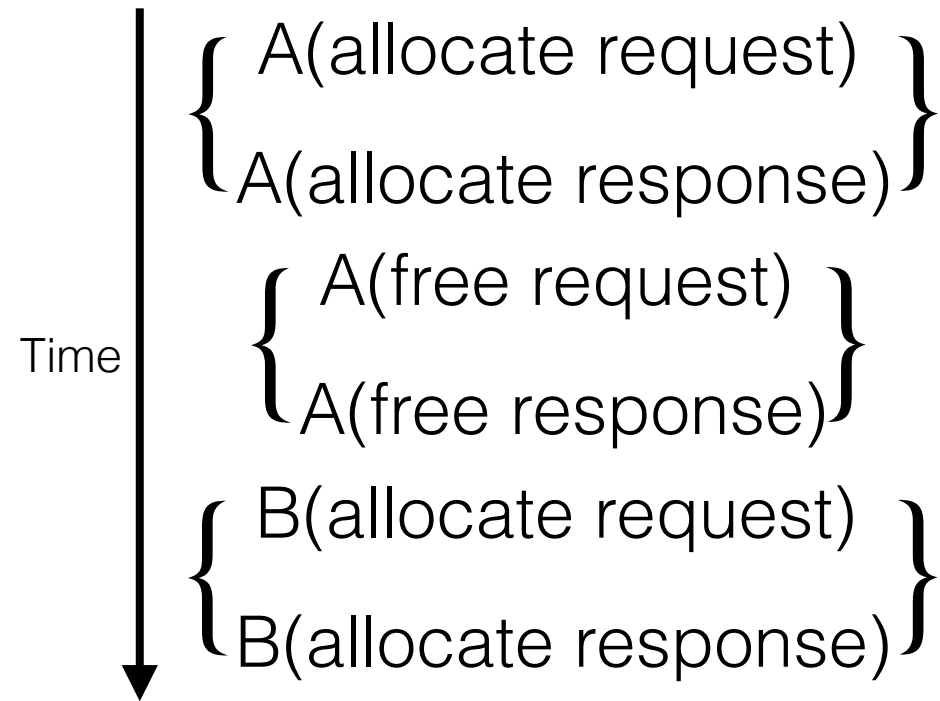 A(allocate request)
A(allocate response)
A(free request)
Time
A(free response)
B(allocate request)
B(allocate response)